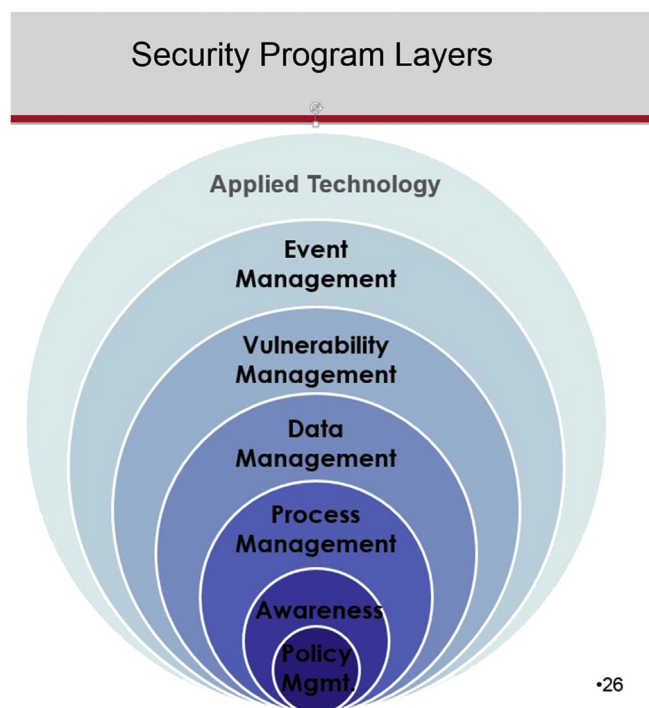 Security Program Layers
Applied Technology
Event
Management
Vulnerability
Management
Data
Management
Process
Management
Awareness
Policy
Mgmt.
•26